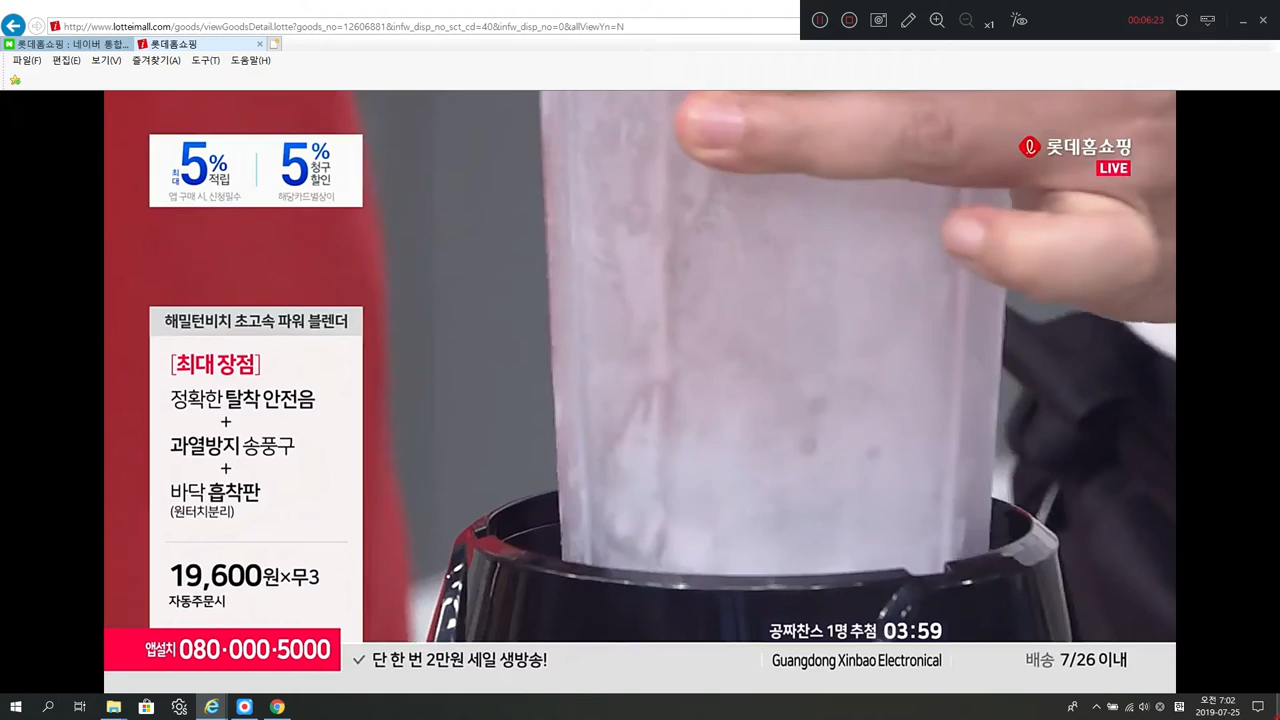 http://www.lotteimall.com/goods/viewGoodsDetail.lotte?goods_no=12606881&infw_disp_no_sct_cd=40&infw_disp_no=0&allViewYn=N
00:06:23
x1
롯데홈쇼핑 : 네이버 통합...
롯데홈쇼핑
파일(F) 편집(E) 보기(V) 즐겨찾기(A) 도구(T) 도움말(H)
최대 5% 적립
앱 구매 시, 신청필수
5% 청구할인
해당카드별상이
롯데홈쇼핑
LIVE
해밀턴비치 초고속 파워 블렌더
[최대 장점]
정확한 탈착 안전음
+
과열방지 송풍구
+
바닥 흡착판
(원터치분리)
19,600원×무3
자동주문시
공짜찬스 1명 추첨 03:59
앱설치 080·000·5000
단 한 번 2만원 세일 생방송!
Guangdong Xinbao Electronical
배송 7/26 이내
한
오전 7:02
2019-07-25